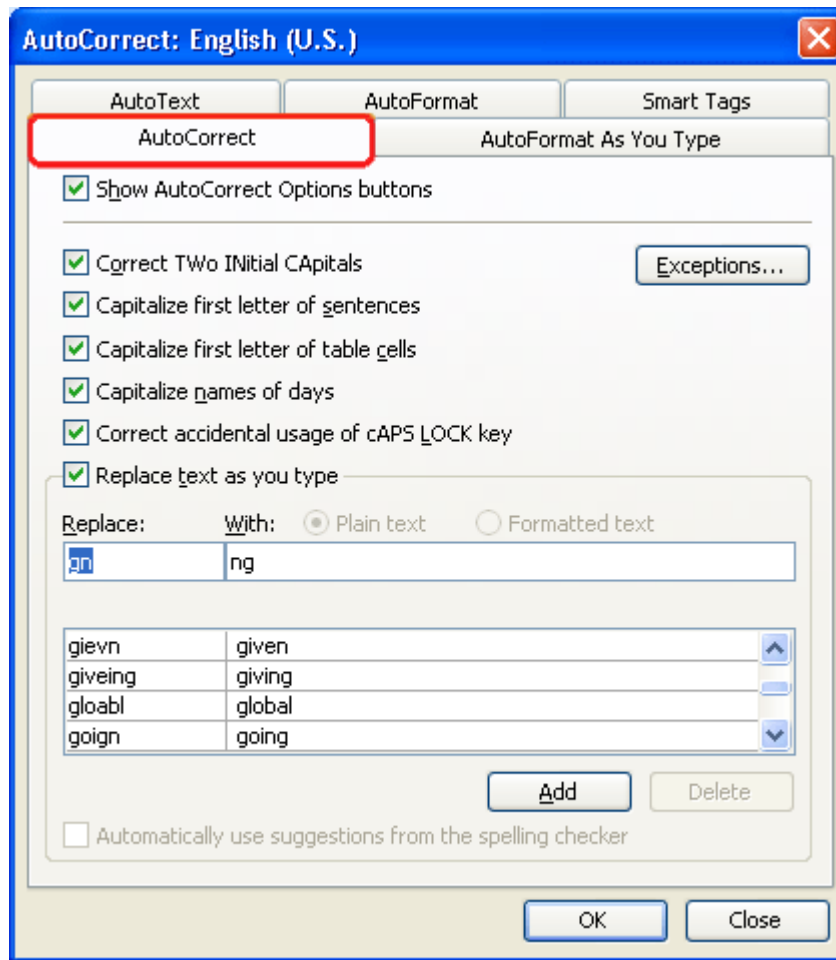 AutoCorrect: English (U.S.)
AutoText AutoFormat Smart Tags
AutoCorrect AutoFormat As You Type
Show AutoCorrect Options buttons
Correct TWo INitial CApitals Exceptions...
Capitalize first letter of sentences
Capitalize first letter of table cells
Capitalize names of days
Correct accidental usage of cAPS LOCK key
Replace text as you type
Replace: With: Plain text Formatted text
gn ng
gievn given
giveing giving
gloabl global
goign going
Add Delete
Automatically use suggestions from the spelling checker
OK Close